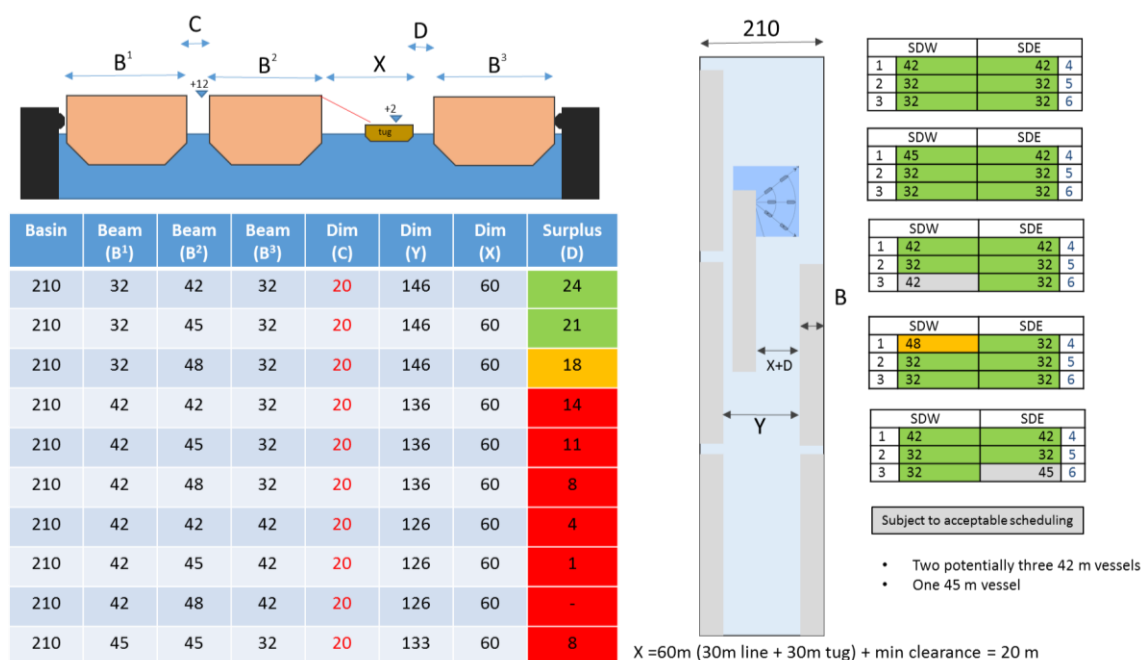 C
D
B1 B2 X B3
+12
+2
tug
Basin Beam (B1) Beam (B2) Beam (B3) Dim (C) Dim (Y) Dim (X) Surplus (D)
210 32 42 32 20 146 60 24
210 32 45 32 20 146 60 21
210 32 48 32 20 146 60 18
210 42 42 32 20 136 60 14
210 42 45 32 20 136 60 11
210 42 48 32 20 136 60 8
210 42 42 42 20 126 60 4
210 42 45 42 20 126 60 1
210 42 48 42 20 126 60 -
210 45 45 32 20 133 60 8
210
B
X+D
Y
SDW SDE
1 42 42 4
2 32 32 5
3 32 32 6
SDW SDE
1 45 42 4
2 32 32 5
3 32 32 6
SDW SDE
1 42 42 4
2 32 32 5
3 42 32 6
SDW SDE
1 48 32 4
2 32 32 5
3 32 32 6
SDW SDE
1 42 42 4
2 32 32 5
3 32 45 6
Subject to acceptable scheduling
• Two potentially three 42 m vessels
• One 45 m vessel
X =60m (30m line + 30m tug) + min clearance = 20 m